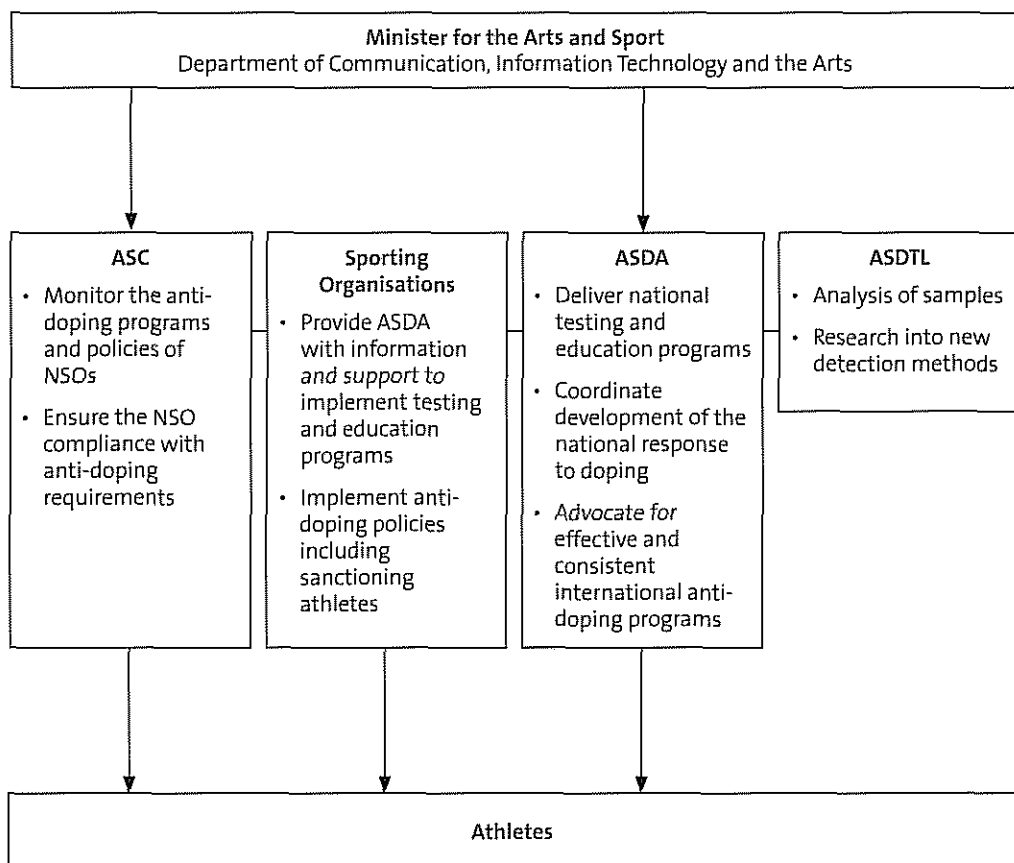 Minister for the Arts and Sport
Department of Communication, Information Technology and the Arts
ASC
• Monitor the anti-
doping programs
and policies of
NSOs
• Ensure the NSO
compliance with
anti-doping
requirements
Sporting
Organisations
• Provide ASDA
with information
and support to
implement testing
and education
programs
• Implement anti-
doping policies
including
sanctioning
athletes
ASDA
• Deliver national
testing and
education programs
• Coordinate
development of the
national response
to doping
• Advocate for
effective and
consistent
international anti-
doping programs
ASDTL
• Analysis of samples
• Research into new
detection methods
Athletes